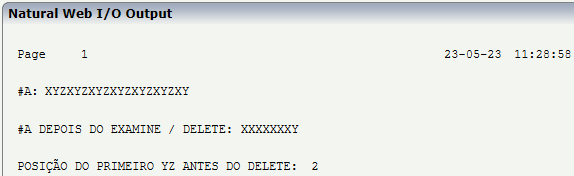 Natural Web I/O Output
Page 1 23-05-23 11:28:58
#A: XYZXYZXYZXYZXYZXYZXY
#A DEPOIS DO EXAMINE / DELETE: XXXXXXXY
POSIÇÃO DO PRIMEIRO YZ ANTES DO DELETE: 2